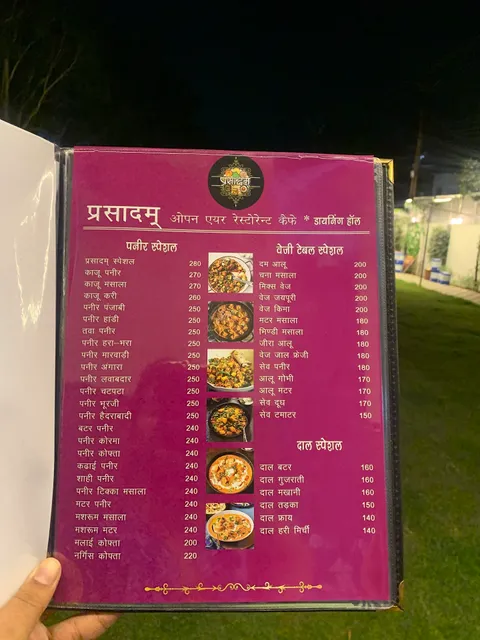 प्रसादम्
प्रसादम् ओपन एयर रेस्टोरेन्ट कैफे * डायनिंग हॉल
पनीर स्पेशल
प्रसादम् स्पेशल 280
काजू पनीर 270
काजू मसाला 270
काजू करी 260
पनीर पंजाबी 250
पनीर हांडी 250
तवा पनीर 250
पनीर हरा-भरा 250
पनीर मारवाड़ी 250
पनीर अंगारा 250
पनीर लवाबदार 250
पनीर चटपटा 250
पनीर भूरजी 250
पनीर हैदराबादी 250
बटर पनीर 240
पनीर कोरमा 240
पनीर कोफ्ता 240
कढाई पनीर 240
शाही पनीर 240
पनीर टिक्का मसाला 240
मटर पनीर 240
मशरूम मसाला 240
मशरूम मटर 240
मलाई कोफ्ता 200
नर्गिस कोफ्ता 220
वेजी टेबल स्पेशल
दम आलू 200
चना मसाला 200
मिक्स वेज 200
वेज जयपूरी 200
वेज किमा 200
मटर मसाला 180
भिण्डी मसाला 180
जीरा आलू 180
वेज जाल फ्रेजी 180
सेव पनीर 180
आलू गोभी 170
आलू मटर 170
सेव दूध 170
सेव टमाटर 150
दाल स्पेशल
दाल बटर 160
दाल गुजराती 160
दाल मखानी 160
दाल तड़का 150
दाल फ्राय 140
दाल हरी मिर्ची 140